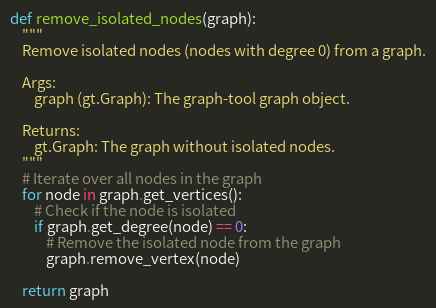 def remove_isolated_nodes(graph):
    """
    Remove isolated nodes (nodes with degree 0) from a graph.

    Args:
        graph (gt.Graph): The graph-tool graph object.

    Returns:
        gt.Graph: The graph without isolated nodes.
    """
    # Iterate over all nodes in the graph
    for node in graph.get_vertices():
        # Check if the node is isolated
        if graph.get_degree(node) == 0:
            # Remove the isolated node from the graph
            graph.remove_vertex(node)

    return graph